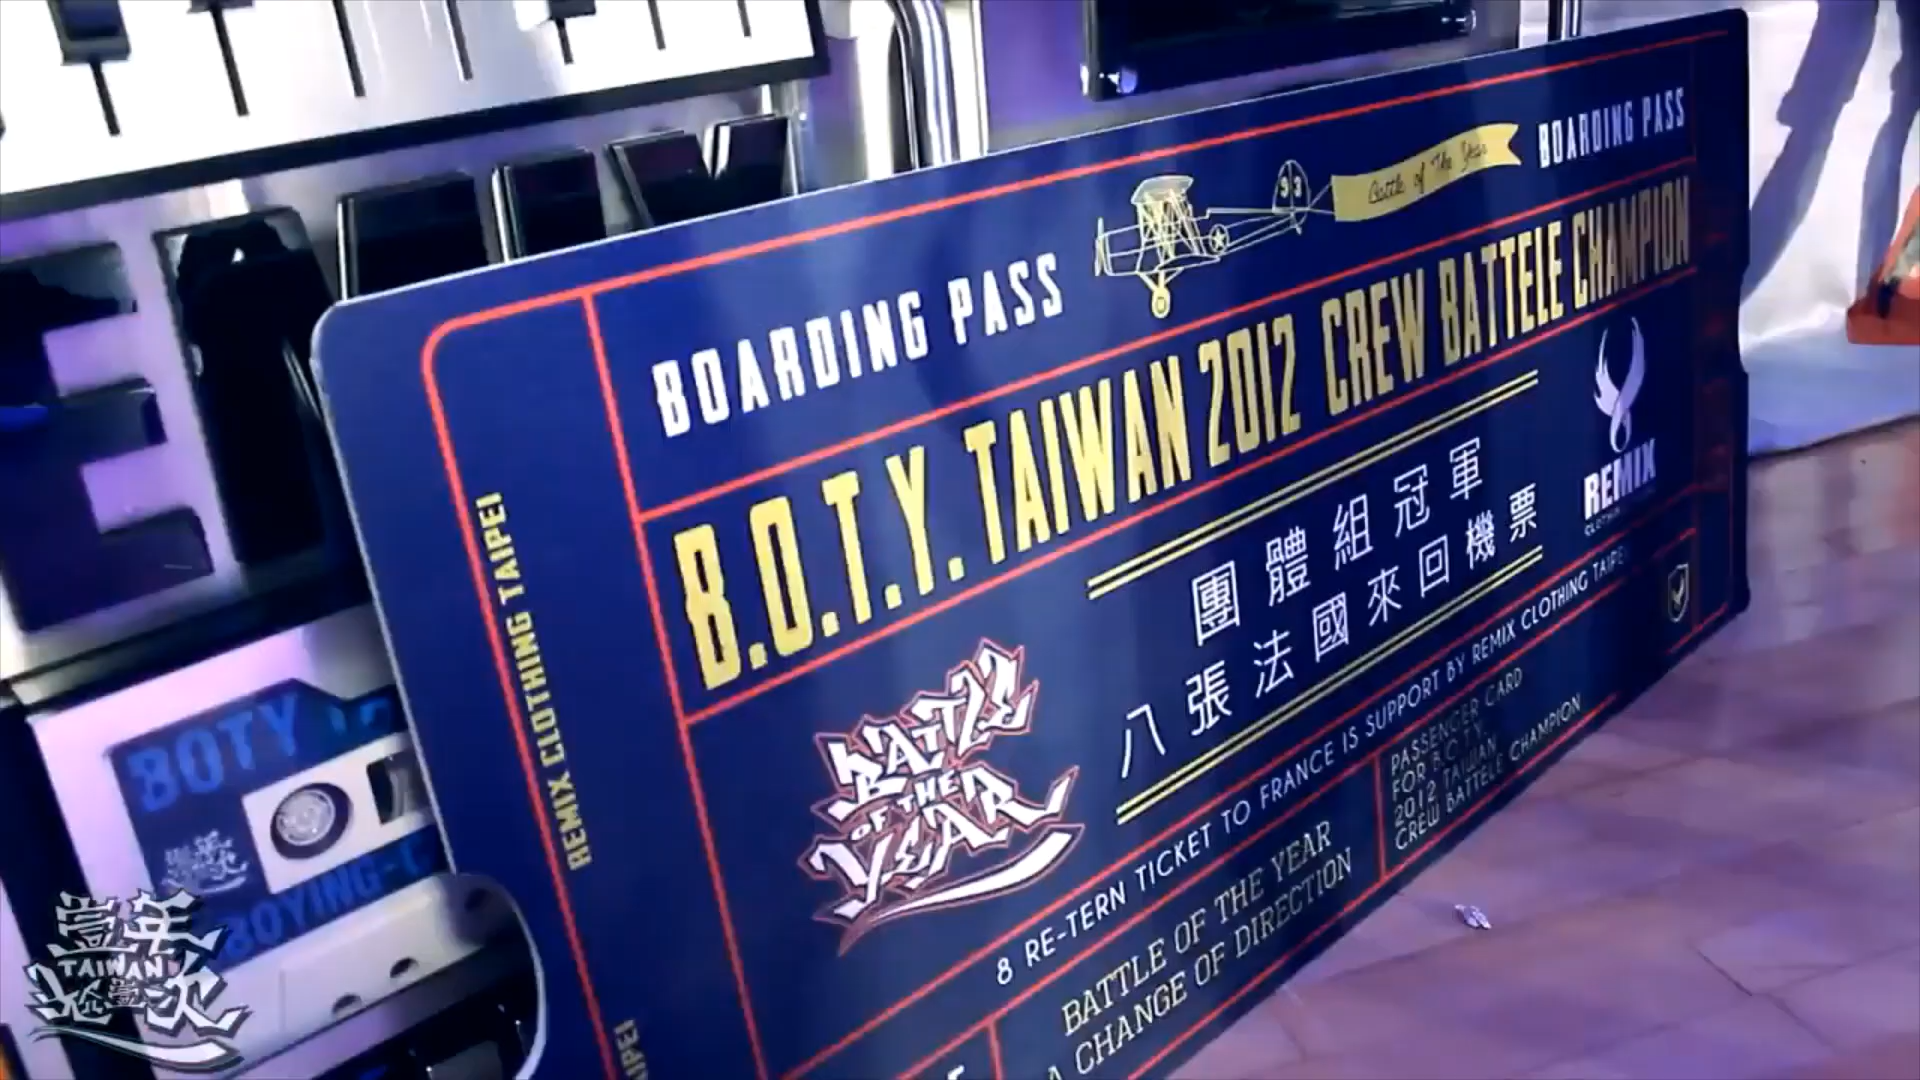 Battle of The Year
BOARDING PASS
BOARDING PASS
B.O.T.Y. TAIWAN 2012 CREW BATTELE CHAMPION
團體組冠軍
八張法國來回機票
REMIX
BATTLE
OF THE
YEAR
8 RE-TERN TICKET TO FRANCE IS SUPPORT BY REMIX CLOTHING TAIPEI
PASSENGER CARD
FOR B.O.T.Y.
2012 TAIWAN
CREW BATTELE CHAMPION
BATTLE OF THE YEAR
A CHANGE OF DIRECTION
REMIX CLOTHING TAIPEI
BOTY
BOYING-C
TAIWAN